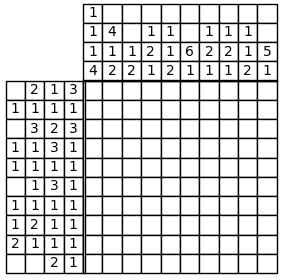 1
1 4 1 1 1 1 1
1 1 1 2 1 6 2 2 1 5
4 2 2 1 2 1 1 1 2 1
2 1 3
1 1 1 1
3 2 3
1 1 3 1
1 1 1 1
1 3 1
1 1 1 1
1 2 1 1
2 1 1 1
2 1